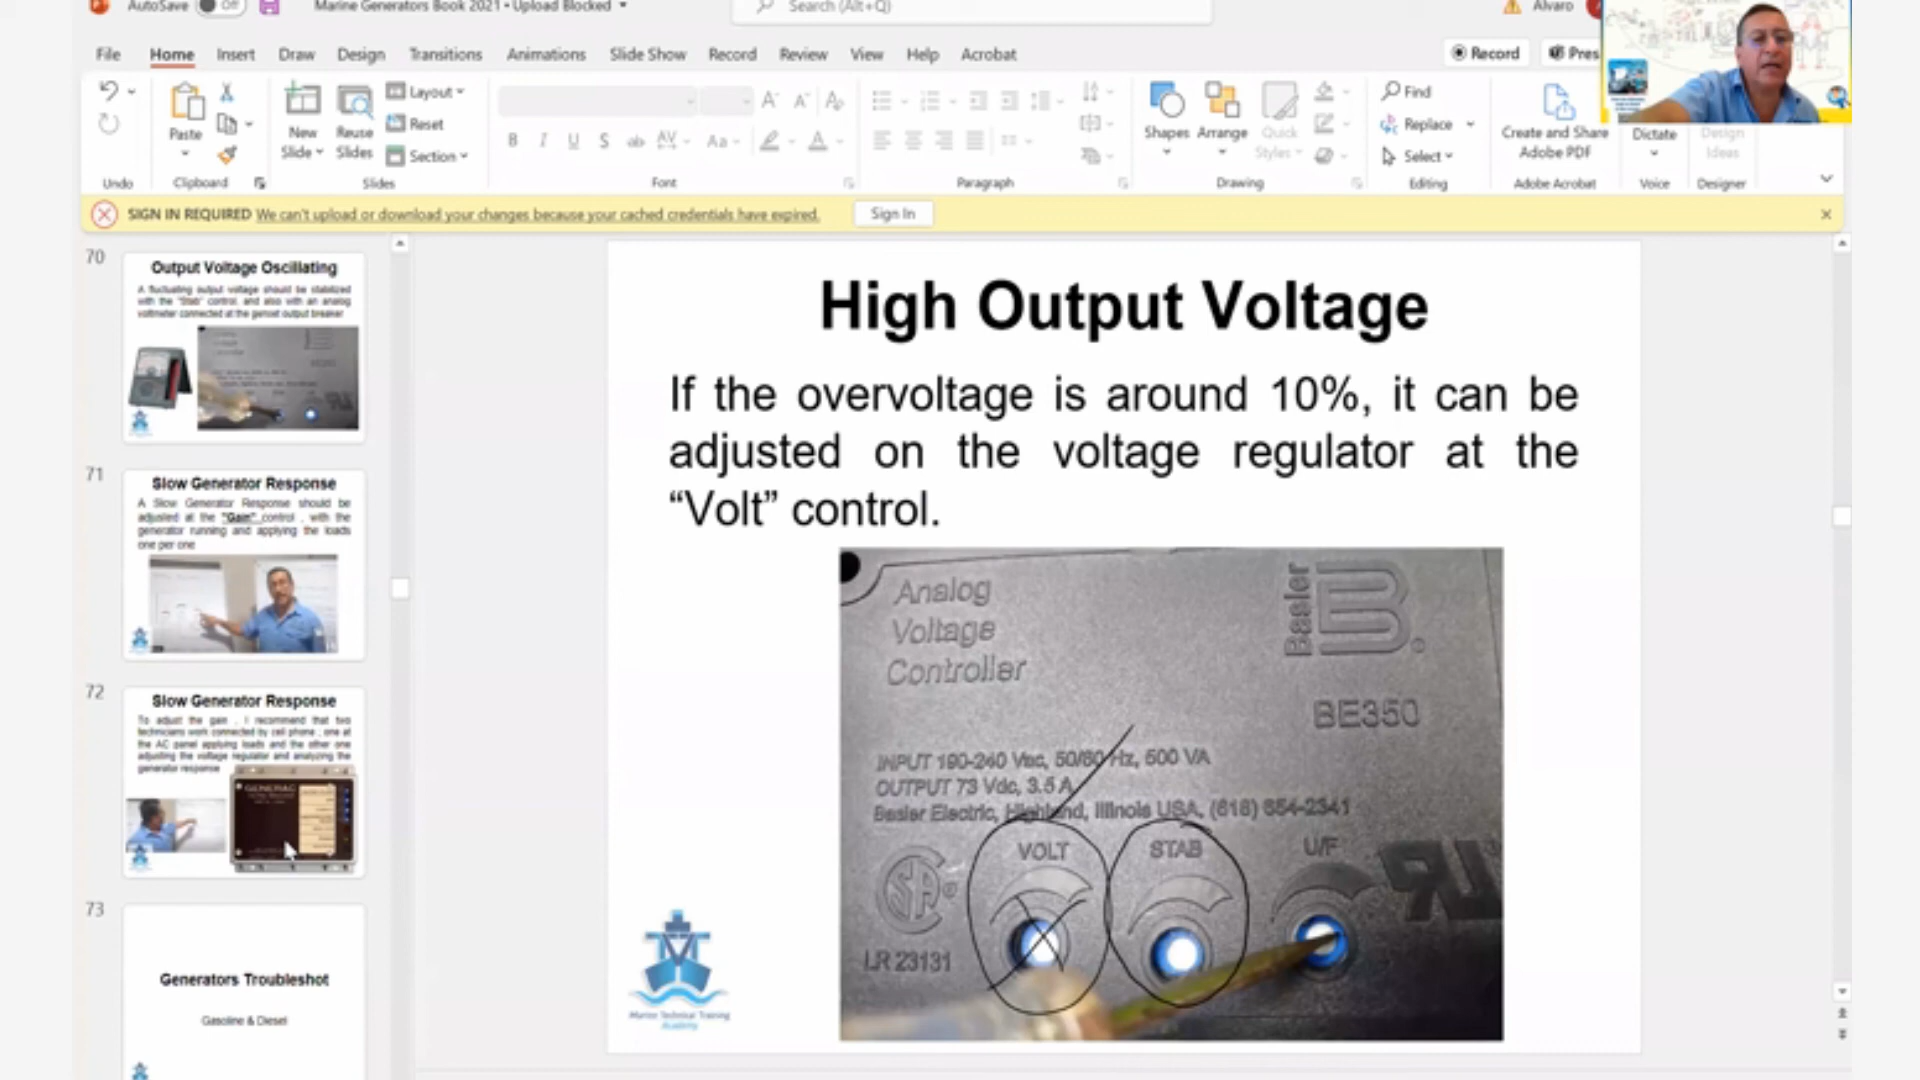 AutoSave Off Marine Generators Book 2021 • Upload Blocked Search (Alt+Q) Alvaro
File Home Insert Draw Design Transitions Animations Slide Show Record Review View Help Acrobat Record Pres
Paste
New Slide
Reuse Slides
Layout
Reset
Section
Shapes
Arrange
Quick Styles
Find
Replace
Select
Create and Share Adobe PDF
Dictate
Design Ideas
Undo Clipboard Slides Font Paragraph Drawing Editing Adobe Acrobat Voice Designer
SIGN IN REQUIRED We can't upload or download your changes because your cached credentials have expired. Sign In
70
Output Voltage Oscillating
A fluctuating output voltage should be stabilized
with the "Stab" control, and also with an analog
voltmeter connected at the genset output breaker
71
Slow Generator Response
A Slow Generator Response should be
adjusted at the "Gain" control , with the
generator running and applying the loads
one per one
72
Slow Generator Response
To adjust the gain , I recommend that two
technicians work connected by cell phone , one at
the AC panel applying loads and the other one
adjusting the voltage regulator and analyzing the
generator response
GENERAC
73
Generators Troubleshot
Gasoline & Diesel
High Output Voltage
If the overvoltage is around 10%, it can be
adjusted on the voltage regulator at the
“Volt” control.
Analog
Voltage
Controller
Basler
BE350
INPUT 190-240 Vac, 50/60 Hz, 500 VA
OUTPUT 73 Vdc, 3.5 A
Basler Electric, Highland, Illinois USA, (618) 654-2341
VOLT STAB U/F
LR 23131
Marine Technical Training
Academy